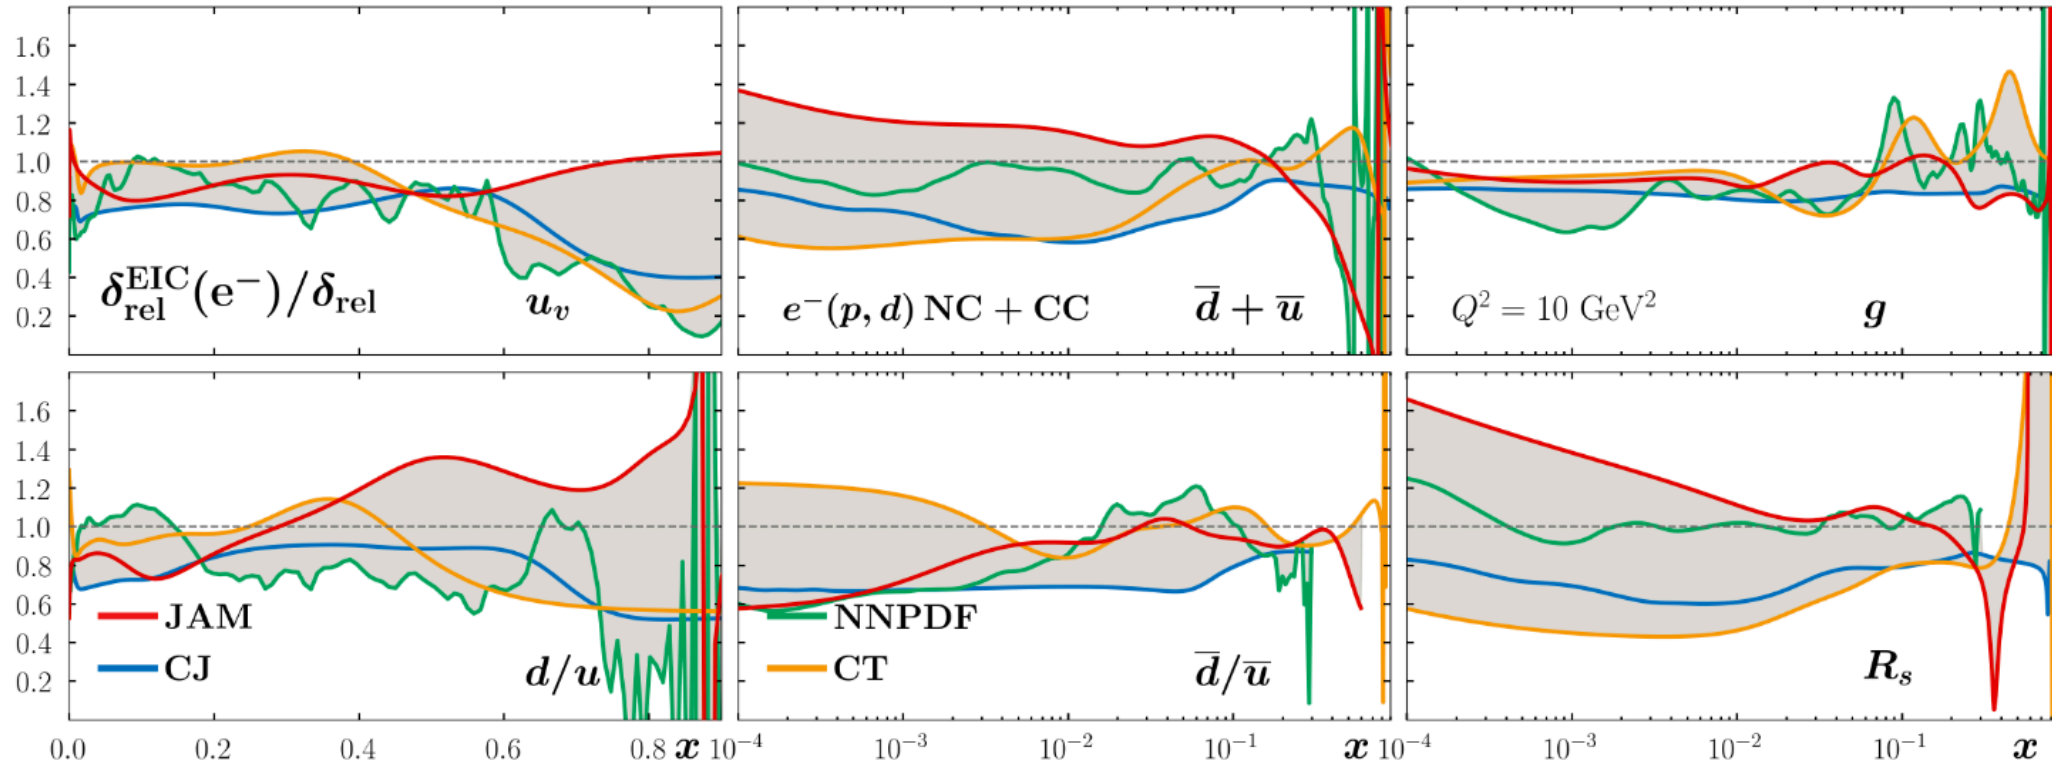 1.6
1.4
1.2
1.0
0.8
0.6
0.4
0.2
δ_rel^EIC(e⁻)/δ_rel
u_v
e⁻(p, d) NC + CC
d̅ + u̅
Q² = 10 GeV²
g
1.6
1.4
1.2
1.0
0.8
0.6
0.4
0.2
JAM
CJ
d/u
NNPDF
CT
d̅/u̅
R_s
0.0 0.2 0.4 0.6 0.8 x 10⁻⁴ 10⁻³ 10⁻² 10⁻¹ x 10⁻⁴ 10⁻³ 10⁻² 10⁻¹ x